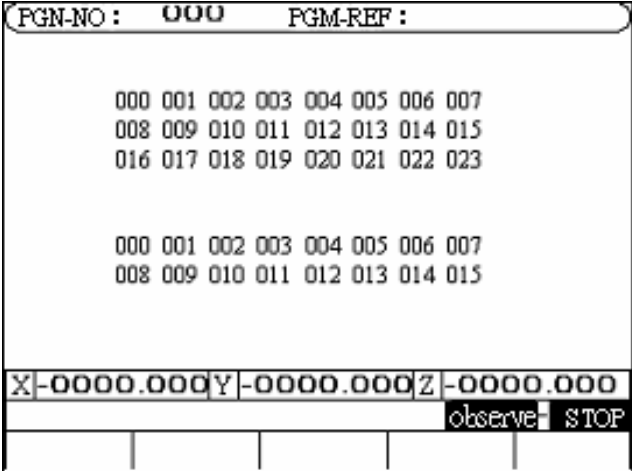 PGN-NO : 000 PGM-REF :
000 001 002 003 004 005 006 007
008 009 010 011 012 013 014 015
016 017 018 019 020 021 022 023
000 001 002 003 004 005 006 007
008 009 010 011 012 013 014 015
X -0000.000 Y -0000.000 Z -0000.000
observe- STOP